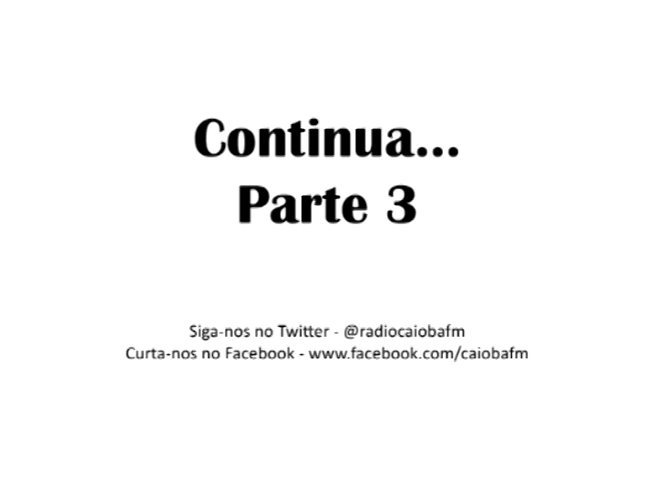 Continua...
Parte 3
Siga-nos no Twitter - @radiocaiobafm
Curta-nos no Facebook - www.facebook.com/caiobafm